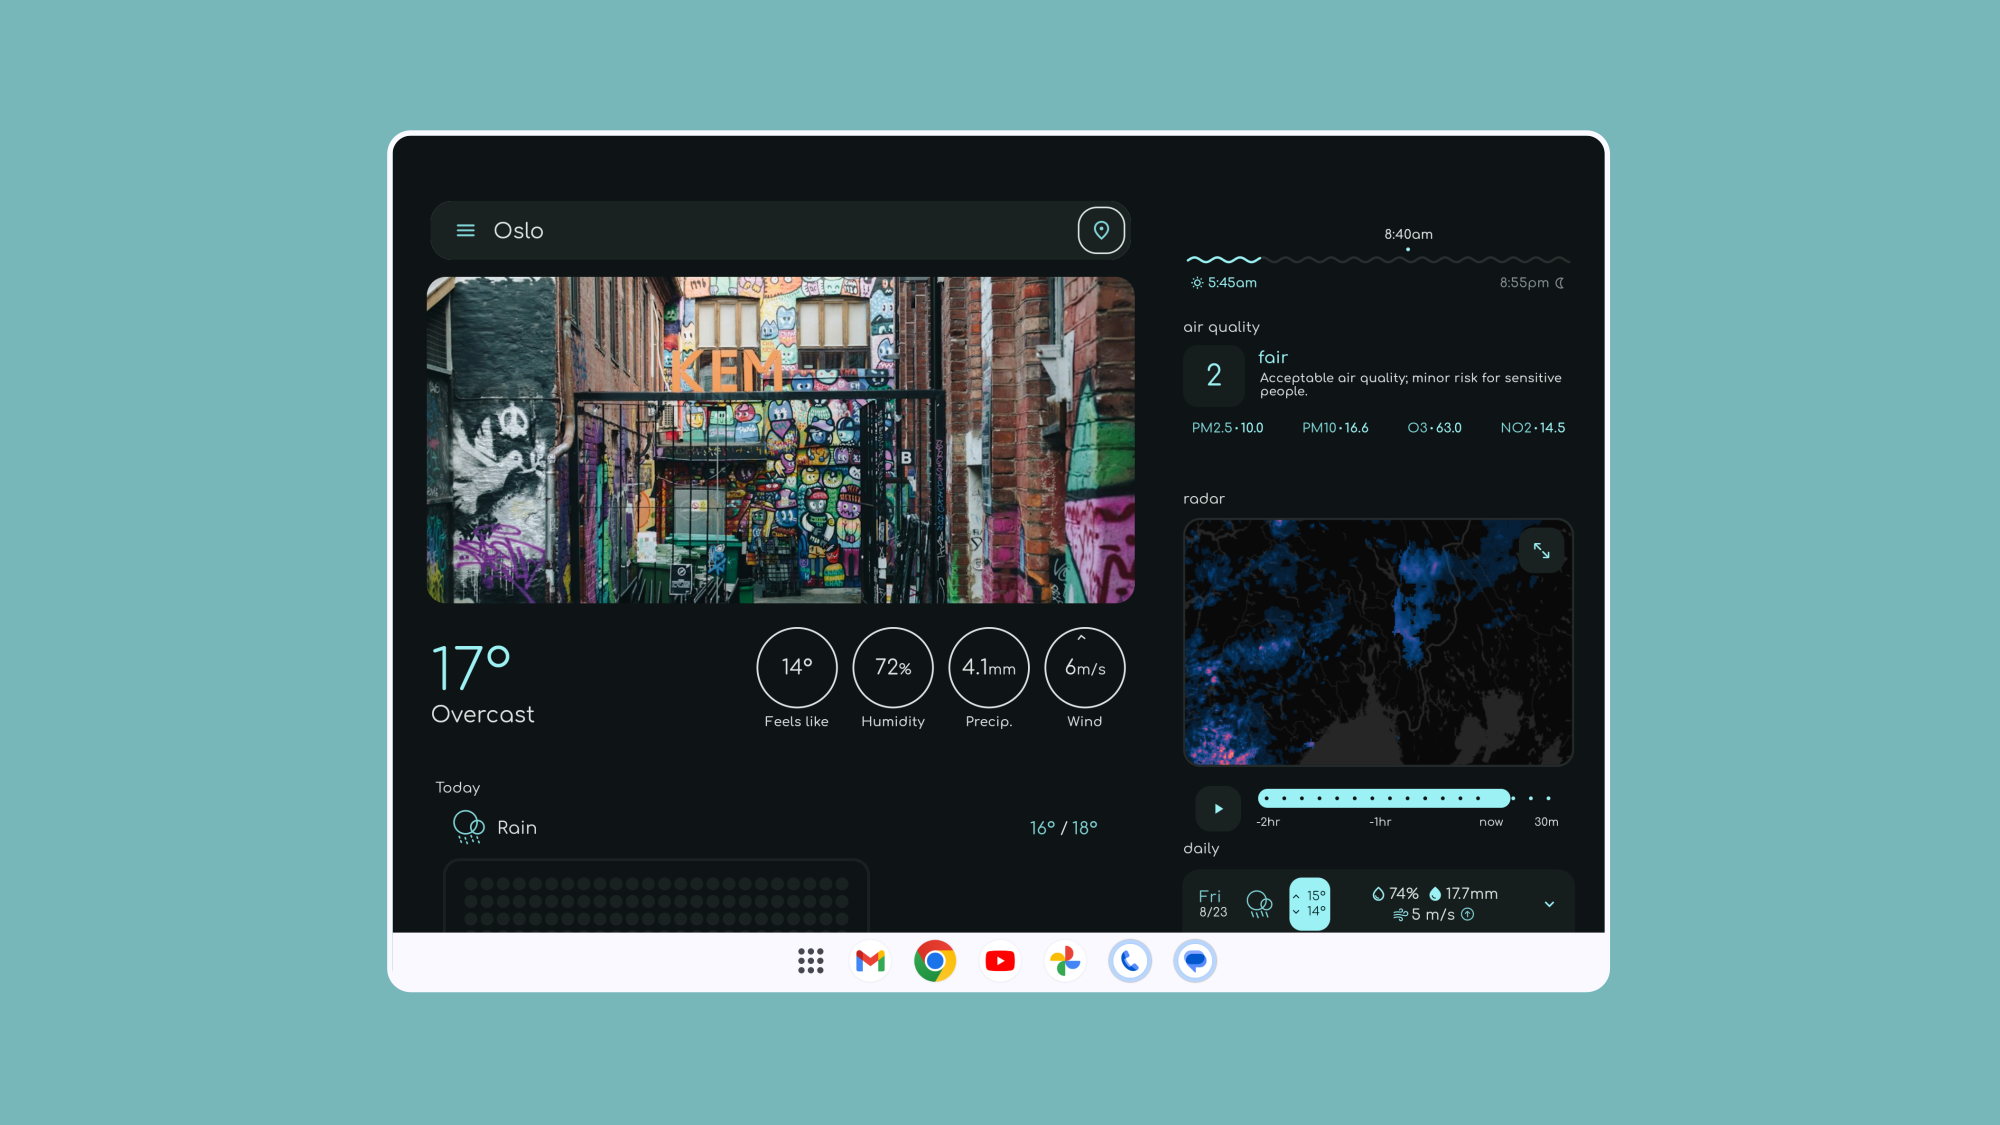 Oslo
KEM
B
17°
Overcast
14°
72%
4.1mm
6m/s
Feels like
Humidity
Precip.
Wind
Today
Rain
16° / 18°
8:40am
5:45am
8:55pm
air quality
2
fair
Acceptable air quality; minor risk for sensitive
people.
PM2.5•10.0
PM10•16.6
O3•63.0
NO2•14.5
radar
-2hr
-1hr
now
30m
daily
Fri
8/23
15°
14°
74%
17.7mm
5 m/s